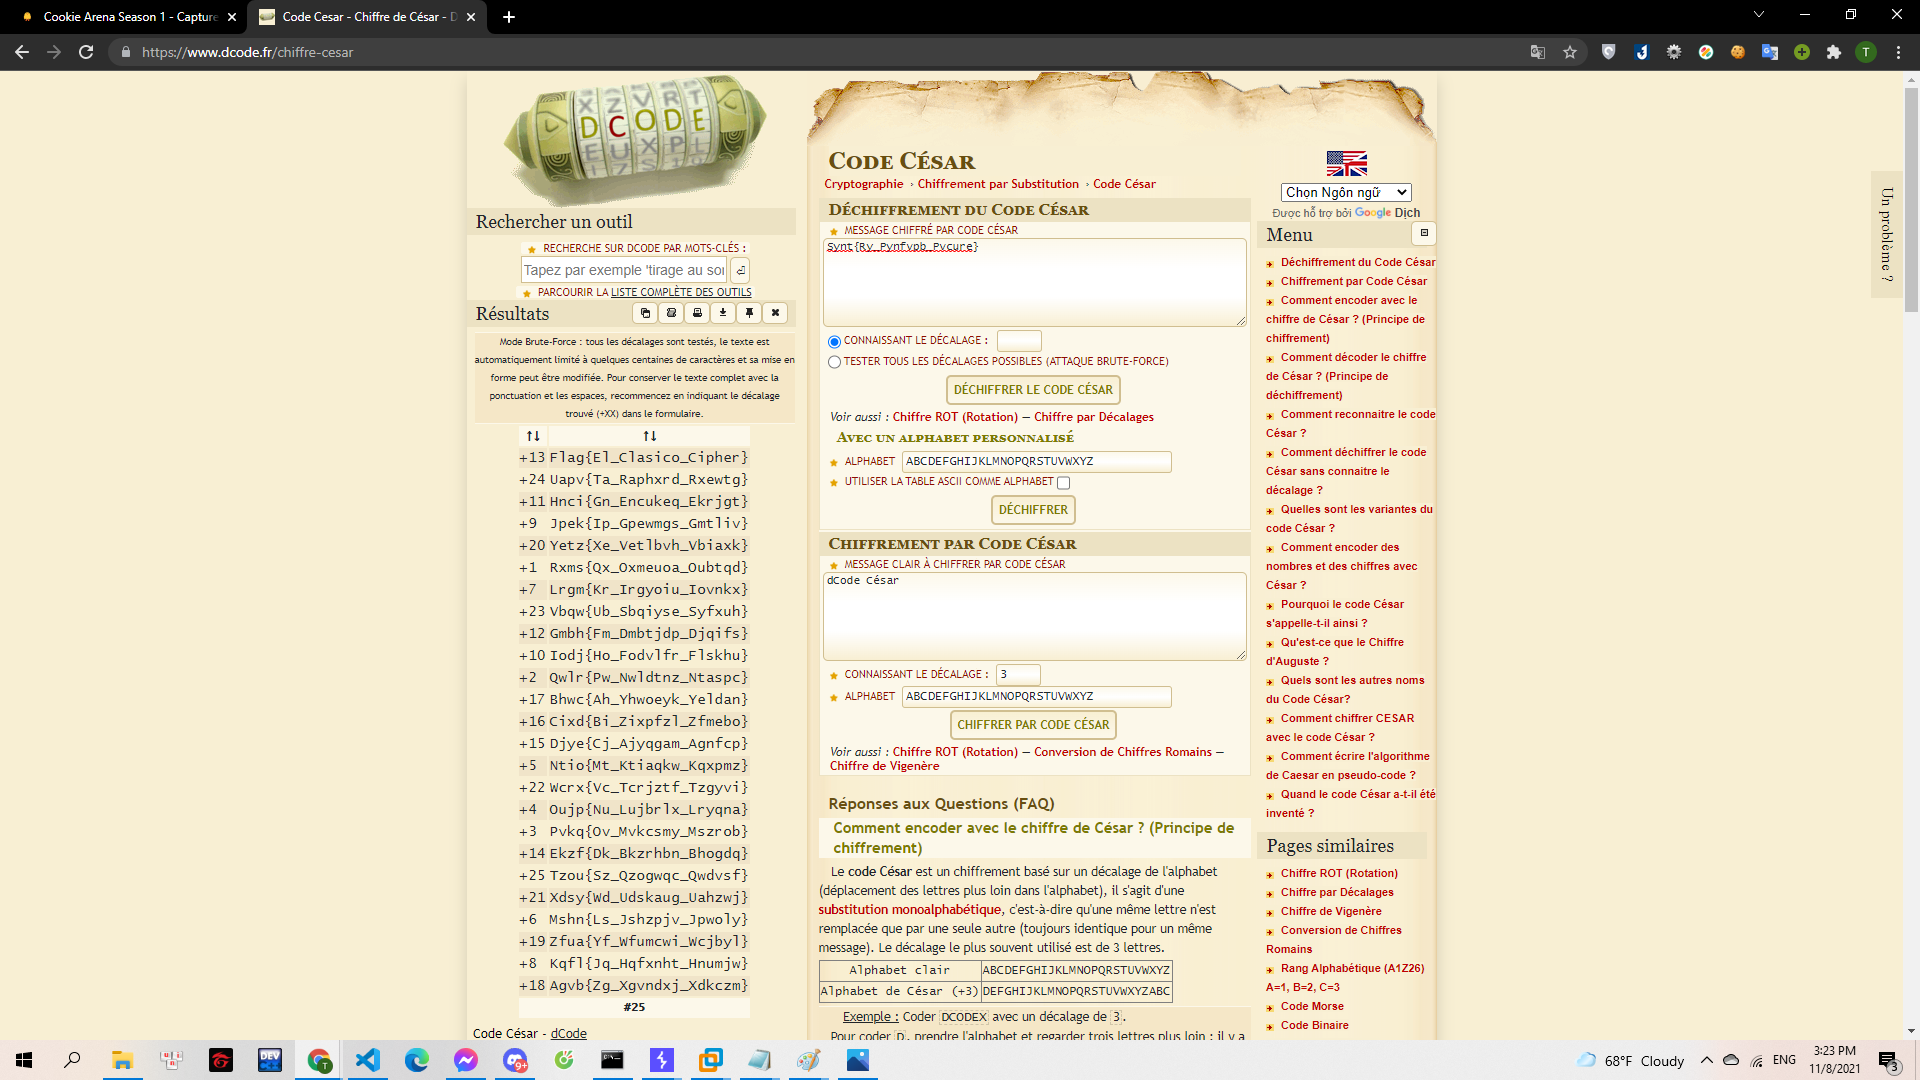 Cookie Arena Season 1 - Capture
Code Cesar - Chiffre de César - D
https://www.dcode.fr/chiffre-cesar
XZVRT
DCODE
EUXPL
Rechercher un outil
RECHERCHE SUR DCODE PAR MOTS-CLÉS :
Tapez par exemple 'tirage au sor
PARCOURIR LA LISTE COMPLÈTE DES OUTILS
Résultats
Mode Brute-Force : tous les décalages sont testés, le texte est
automatiquement limité à quelques centaines de caractères et sa mise en
forme peut être modifiée. Pour conserver le texte complet avec la
ponctuation et les espaces, recommencez en indiquant le décalage
trouvé (+XX) dans le formulaire.
↑↓ ↑↓
+13 Flag{El_Clasico_Cipher}
+24 Uapv{Ta_Raphxrd_Rxewtg}
+11 Hnci{Gn_Encukeq_Ekrjgt}
+9 Jpek{Ip_Gpewmgs_Gmtliv}
+20 Yetz{Xe_Vetlbvh_Vbiaxk}
+1 Rxms{Qx_Oxmeuoa_Oubtqd}
+7 Lrgm{Kr_Irgyoiu_Iovnkx}
+23 Vbqw{Ub_Sbqiyse_Syfxuh}
+12 Gmbh{Fm_Dmbtjdp_Djqifs}
+10 Iodj{Ho_Fodvlfr_Flskhu}
+2 Qwlr{Pw_Nwldtnz_Ntaspc}
+17 Bhwc{Ah_Yhwoeyk_Yeldan}
+16 Cixd{Bi_Zixpfzl_Zfmebo}
+15 Djye{Cj_Ajyqgam_Agnfcp}
+5 Ntio{Mt_Ktiaqkw_Kqxpmz}
+22 Wcrx{Vc_Tcrjztf_Tzgyvi}
+4 Oujp{Nu_Lujbrlx_Lryqna}
+3 Pvkq{Ov_Mvkcsmy_Mszrob}
+14 Ekzf{Dk_Bkzrhbn_Bhogdq}
+25 Tzou{Sz_Qzogwqc_Qwdvsf}
+21 Xdsy{Wd_Udskaug_Uahzwj}
+6 Mshn{Ls_Jshzpjv_Jpwoly}
+19 Zfua{Yf_Wfumcwi_Wcjbyl}
+8 Kqfl{Jq_Hqfxnht_Hnumjw}
+18 Agvb{Zg_Xgvndxj_Xdkczm}
#25
Code César - dCode
CODE CÉSAR
Cryptographie › Chiffrement par Substitution › Code César
DÉCHIFFREMENT DU CODE CÉSAR
MESSAGE CHIFFRÉ PAR CODE CÉSAR
Synt{Ry_Pynfvpb_Pvcure}
CONNAISSANT LE DÉCALAGE :
TESTER TOUS LES DÉCALAGES POSSIBLES (ATTAQUE BRUTE-FORCE)
DÉCHIFFRER LE CODE CÉSAR
Voir aussi : Chiffre ROT (Rotation) — Chiffre par Décalages
AVEC UN ALPHABET PERSONNALISÉ
ALPHABET ABCDEFGHIJKLMNOPQRSTUVWXYZ
UTILISER LA TABLE ASCII COMME ALPHABET
DÉCHIFFRER
CHIFFREMENT PAR CODE CÉSAR
MESSAGE CLAIR À CHIFFRER PAR CODE CÉSAR
dCode César
CONNAISSANT LE DÉCALAGE : 3
ALPHABET ABCDEFGHIJKLMNOPQRSTUVWXYZ
CHIFFRER PAR CODE CÉSAR
Voir aussi : Chiffre ROT (Rotation) — Conversion de Chiffres Romains —
Chiffre de Vigenère
Réponses aux Questions (FAQ)
Comment encoder avec le chiffre de César ? (Principe de
chiffrement)
Le code César est un chiffrement basé sur un décalage de l'alphabet
(déplacement des lettres plus loin dans l'alphabet), il s'agit d'une
substitution monoalphabétique, c'est-à-dire qu'une même lettre n'est
remplacée que par une seule autre (toujours identique pour un même
message). Le décalage le plus souvent utilisé est de 3 lettres.
Alphabet clair ABCDEFGHIJKLMNOPQRSTUVWXYZ
Alphabet de César (+3) DEFGHIJKLMNOPQRSTUVWXYZABC
Exemple : Coder DCODEX avec un décalage de 3.
Pour coder D, prendre l'alphabet et regarder trois lettres plus loin : il y a
Chọn Ngôn ngữ
Được hỗ trợ bởi Google Dịch
Menu
Déchiffrement du Code César
Chiffrement par Code César
Comment encoder avec le
chiffre de César ? (Principe de
chiffrement)
Comment décoder le chiffre
de César ? (Principe de
déchiffrement)
Comment reconnaitre le code
César ?
Comment déchiffrer le code
César sans connaitre le
décalage ?
Quelles sont les variantes du
code César ?
Comment encoder des
nombres et des chiffres avec
César ?
Pourquoi le code César
s'appelle-t-il ainsi ?
Qu'est-ce que le Chiffre
d'Auguste ?
Quels sont les autres noms
du Code César?
Comment chiffrer CESAR
avec le code César ?
Comment écrire l'algorithme
de Caesar en pseudo-code ?
Quand le code César a-t-il été
inventé ?
Pages similaires
Chiffre ROT (Rotation)
Chiffre par Décalages
Chiffre de Vigenère
Conversion de Chiffres
Romains
Rang Alphabétique (A1Z26)
A=1, B=2, C=3
Code Morse
Code Binaire
Un problème ?
T
DEV
9+
68°F Cloudy
ENG
3:23 PM
11/8/2021
3